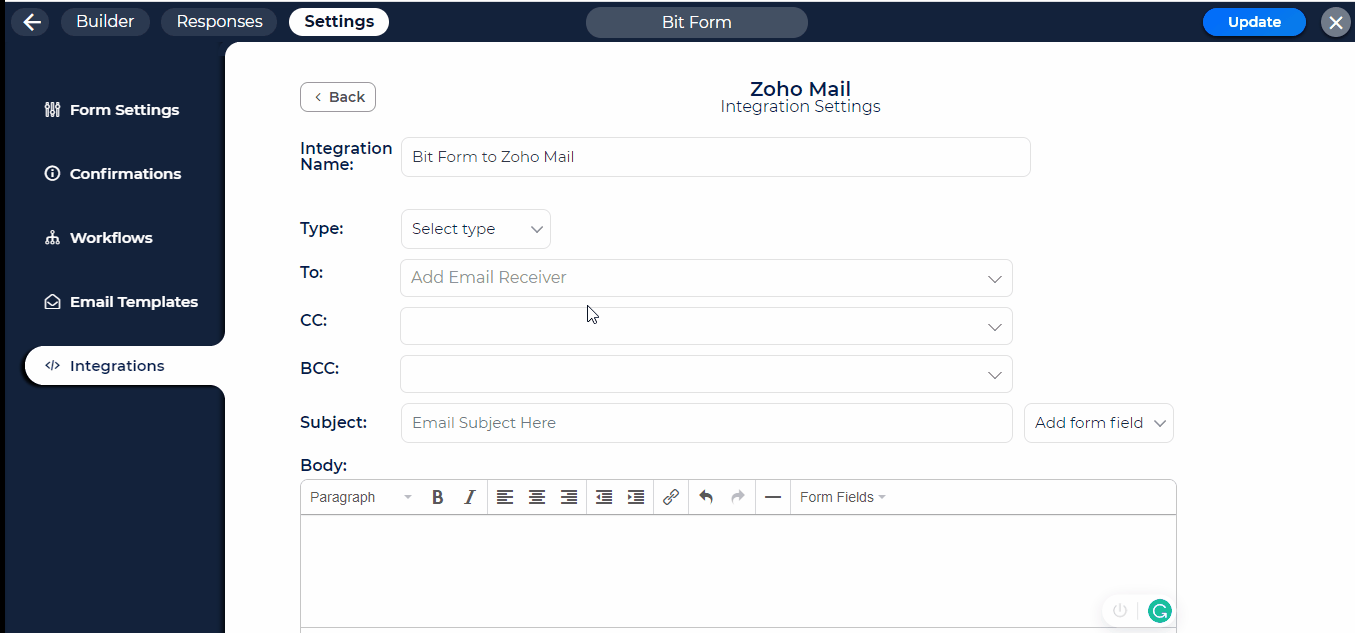 Builder
Responses
Settings
Bit Form
Update
Form Settings
Confirmations
Workflows
Email Templates
Integrations
Back
Zoho Mail
Integration Settings
Integration
Name:
Bit Form to Zoho Mail
Type:
Select type
To:
Add Email Receiver
CC:
BCC:
Subject:
Email Subject Here
Add form field
Body:
Paragraph
B
I
Form Fields